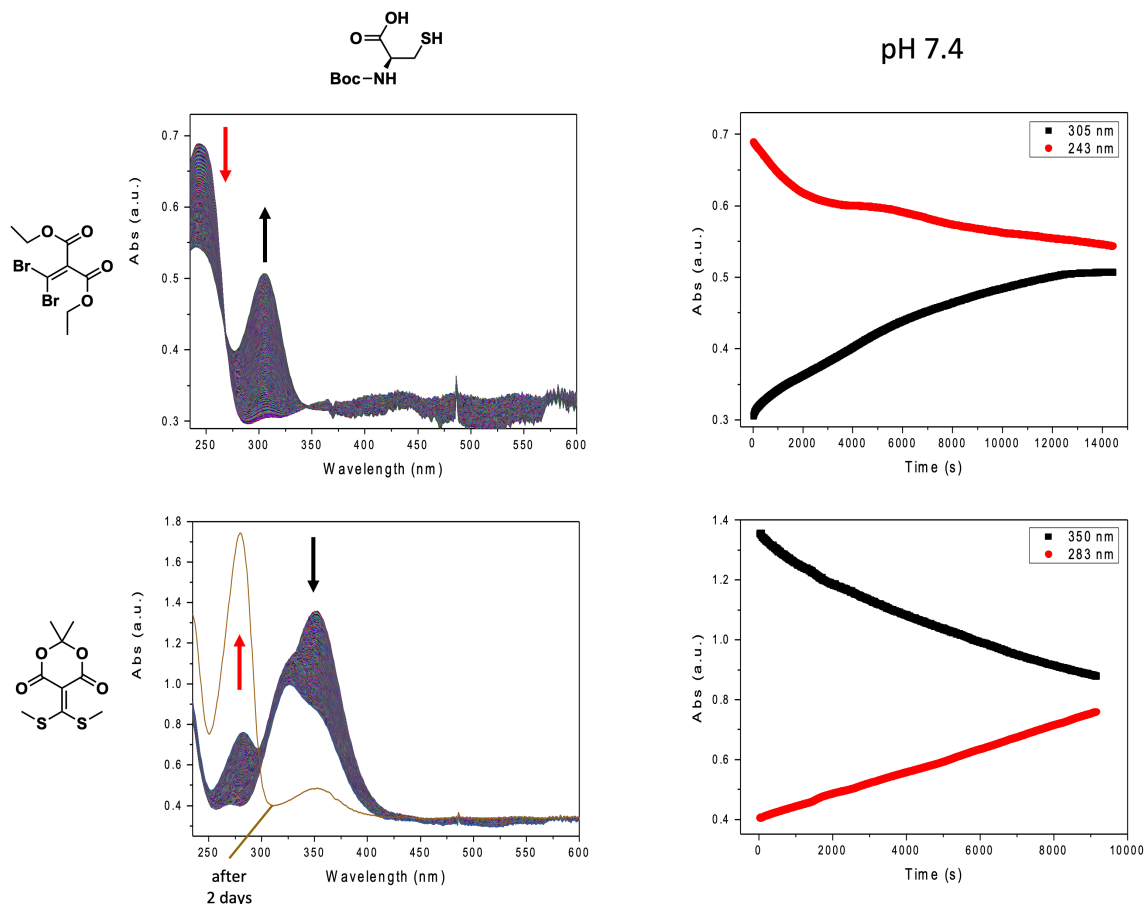 OH
O
SH
Boc NH
pH 7.4
O
O
Br
O
Br
O
Abs (a.u.)
0.7
0.6
0.5
0.4
0.3
250 300 350 400 450 500 550 600
Wavelength (nm)
Abs (a.u.)
0.7
0.6
0.5
0.4
0.3
305 nm
243 nm
0 2000 4000 6000 8000 10000 12000 14000
Time (s)
O O
O O
S S
Abs (a.u.)
1.8
1.6
1.4
1.2
1.0
0.8
0.6
0.4
250 300 350 400 450 500 550 600
Wavelength (nm)
after
2 days
Abs (a.u.)
1.4
1.2
1.0
0.8
0.6
0.4
350 nm
283 nm
0 2000 4000 6000 8000 10000
Time (s)